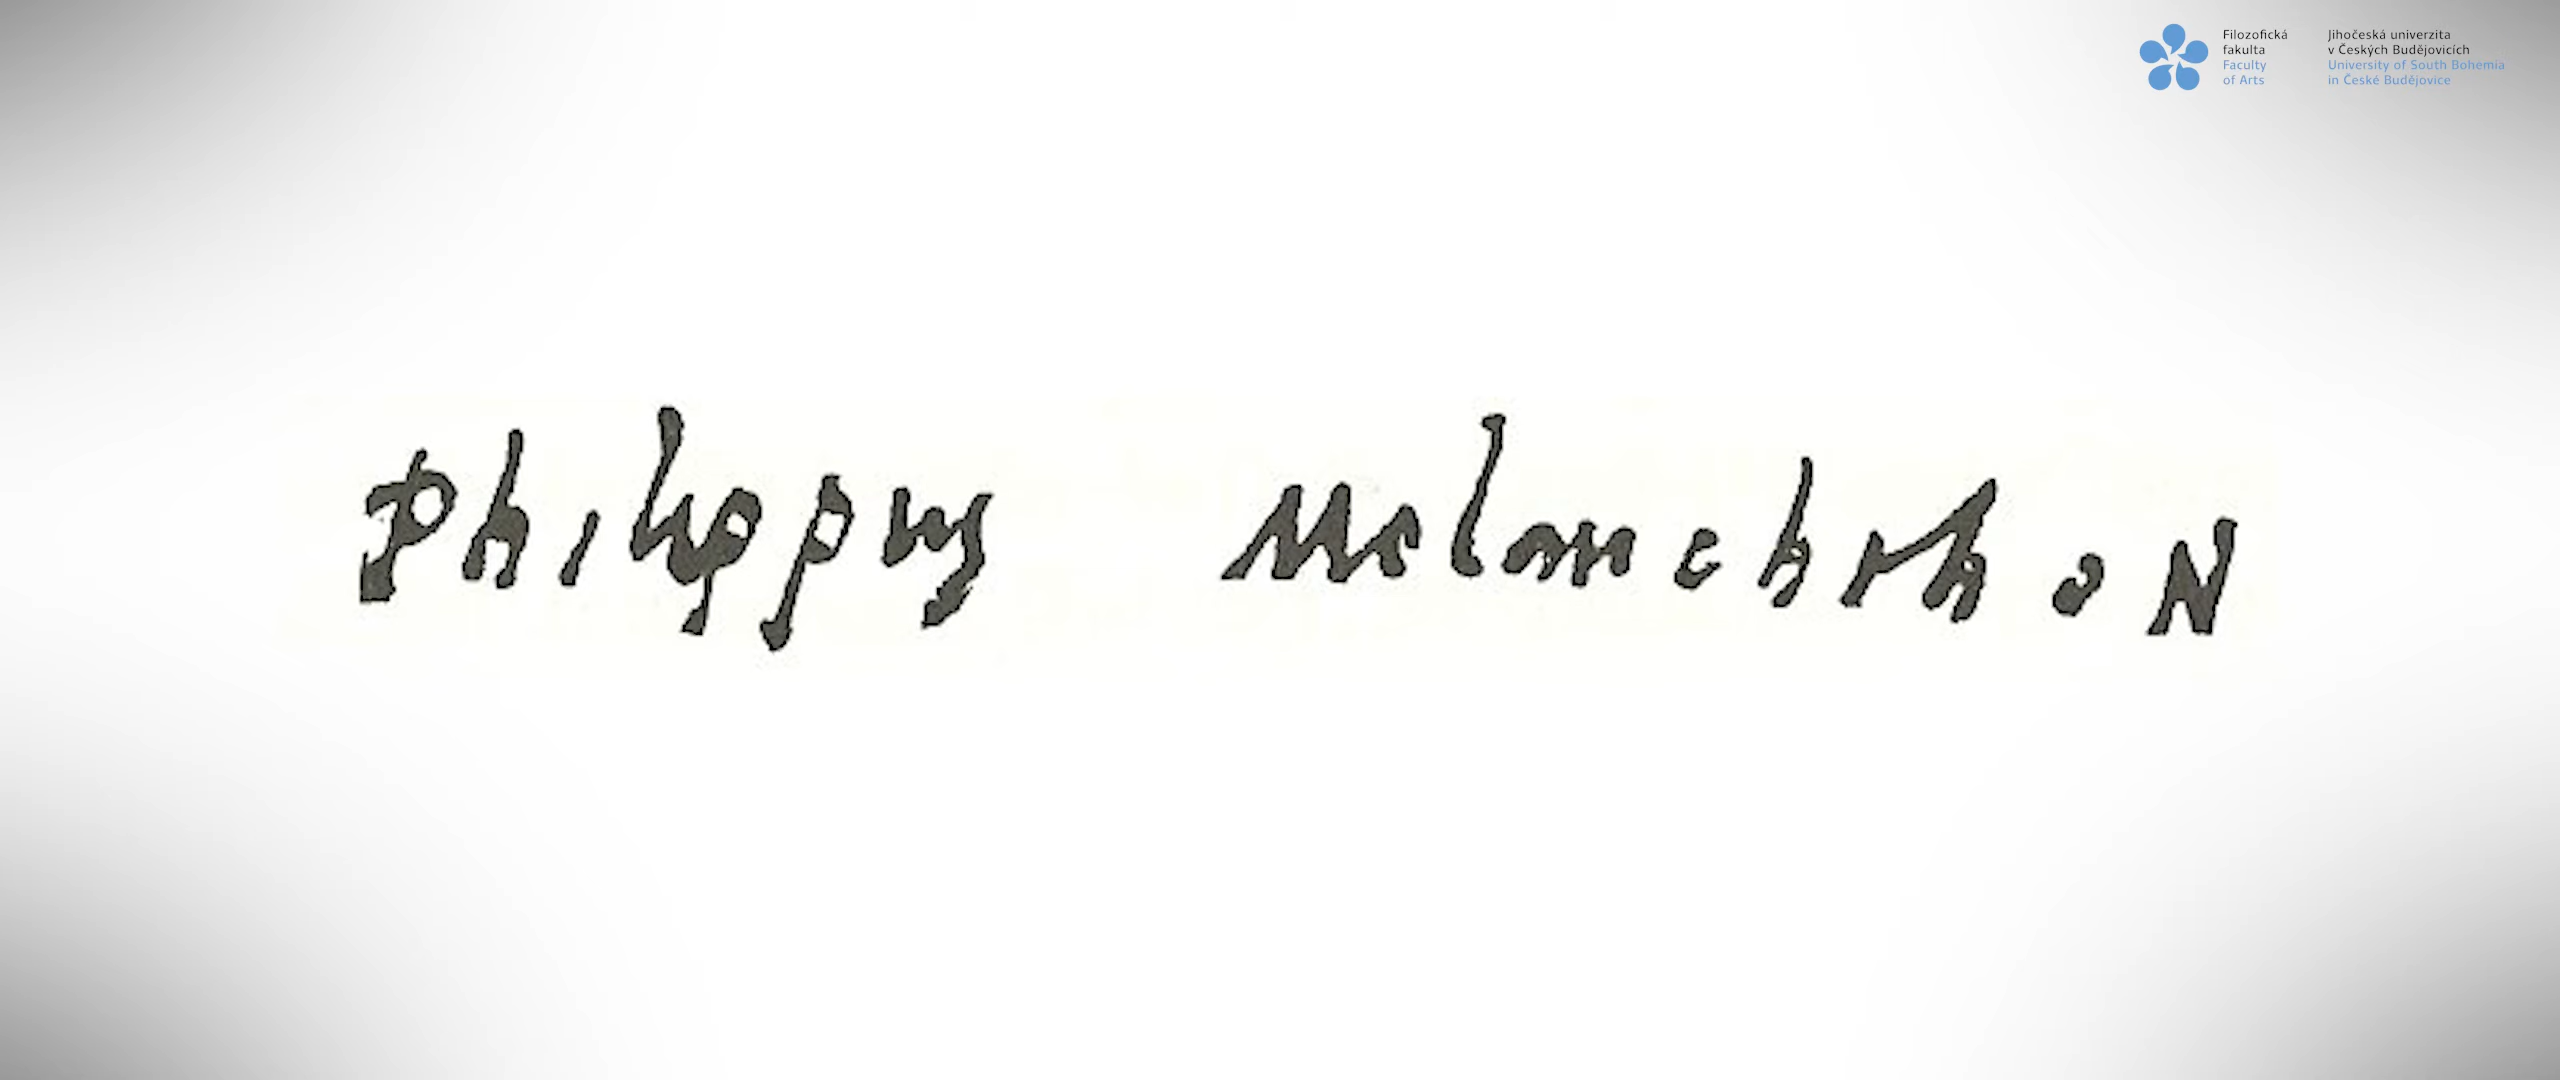 Filozofická
fakulta
Faculty
of Arts
Jihočeská univerzita
v Českých Budějovicích
University of South Bohemia
in České Budějovice
Philippus Melanchthon